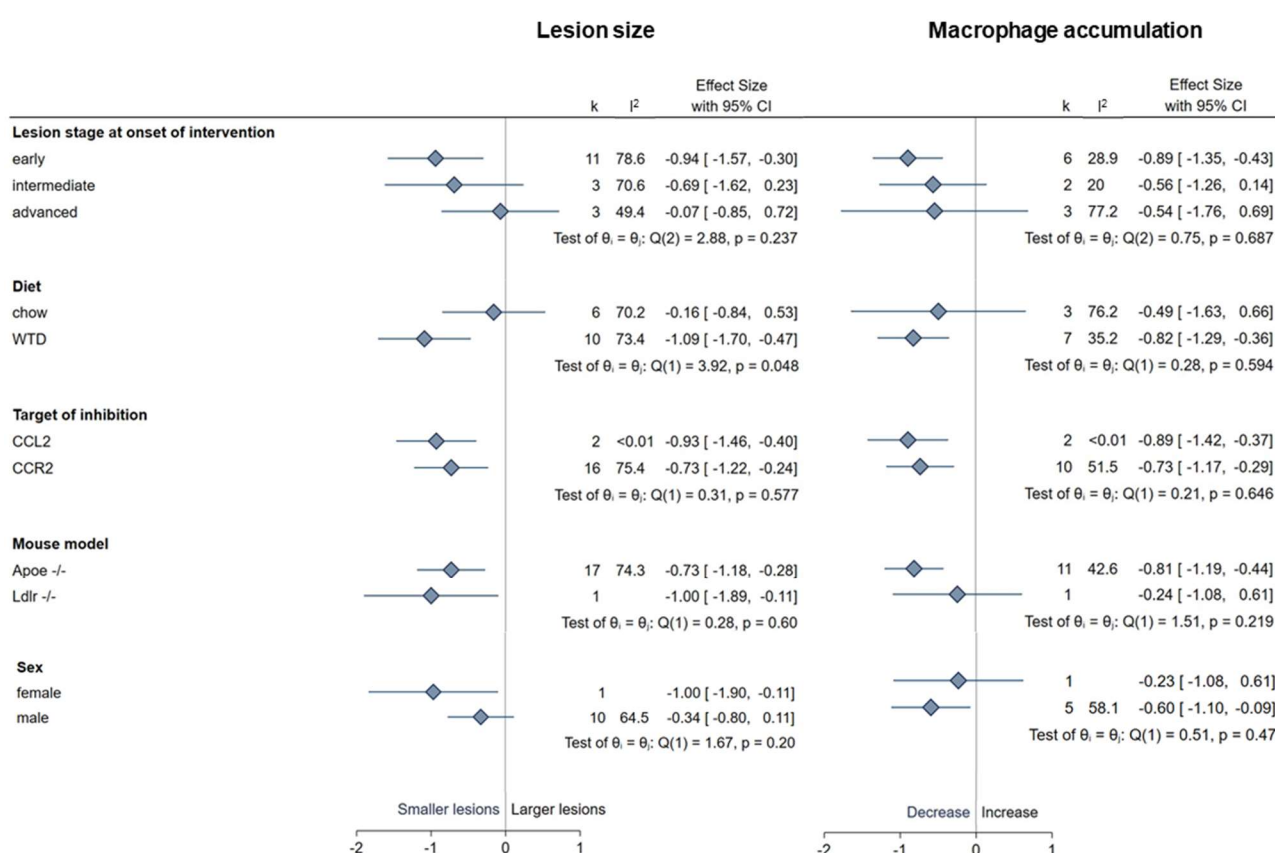 Lesion size Macrophage accumulation
Effect Size Effect Size
k I² with 95% CI k I² with 95% CI
Lesion stage at onset of intervention
early 11 78.6 -0.94 [ -1.57, -0.30] 6 28.9 -0.89 [ -1.35, -0.43]
intermediate 3 70.6 -0.69 [ -1.62, 0.23] 2 20 -0.56 [ -1.26, 0.14]
advanced 3 49.4 -0.07 [ -0.85, 0.72] 3 77.2 -0.54 [ -1.76, 0.69]
Test of θᵢ = θⱼ: Q(2) = 2.88, p = 0.237 Test of θᵢ = θⱼ: Q(2) = 0.75, p = 0.687
Diet
chow 6 70.2 -0.16 [ -0.84, 0.53] 3 76.2 -0.49 [ -1.63, 0.66]
WTD 10 73.4 -1.09 [ -1.70, -0.47] 7 35.2 -0.82 [ -1.29, -0.36]
Test of θᵢ = θⱼ: Q(1) = 3.92, p = 0.048 Test of θᵢ = θⱼ: Q(1) = 0.28, p = 0.594
Target of inhibition
CCL2 2 <0.01 -0.93 [ -1.46, -0.40] 2 <0.01 -0.89 [ -1.42, -0.37]
CCR2 16 75.4 -0.73 [ -1.22, -0.24] 10 51.5 -0.73 [ -1.17, -0.29]
Test of θᵢ = θⱼ: Q(1) = 0.31, p = 0.577 Test of θᵢ = θⱼ: Q(1) = 0.21, p = 0.646
Mouse model
Apoe -/- 17 74.3 -0.73 [ -1.18, -0.28] 11 42.6 -0.81 [ -1.19, -0.44]
Ldlr -/- 1 -1.00 [ -1.89, -0.11] 1 -0.24 [ -1.08, 0.61]
Test of θᵢ = θⱼ: Q(1) = 0.28, p = 0.60 Test of θᵢ = θⱼ: Q(1) = 1.51, p = 0.219
Sex
female 1 -1.00 [ -1.90, -0.11] 1 -0.23 [ -1.08, 0.61]
male 10 64.5 -0.34 [ -0.80, 0.11] 5 58.1 -0.60 [ -1.10, -0.09]
Test of θᵢ = θⱼ: Q(1) = 1.67, p = 0.20 Test of θᵢ = θⱼ: Q(1) = 0.51, p = 0.47
Smaller lesions Larger lesions Decrease Increase
-2 -1 0 1 -2 -1 0 1